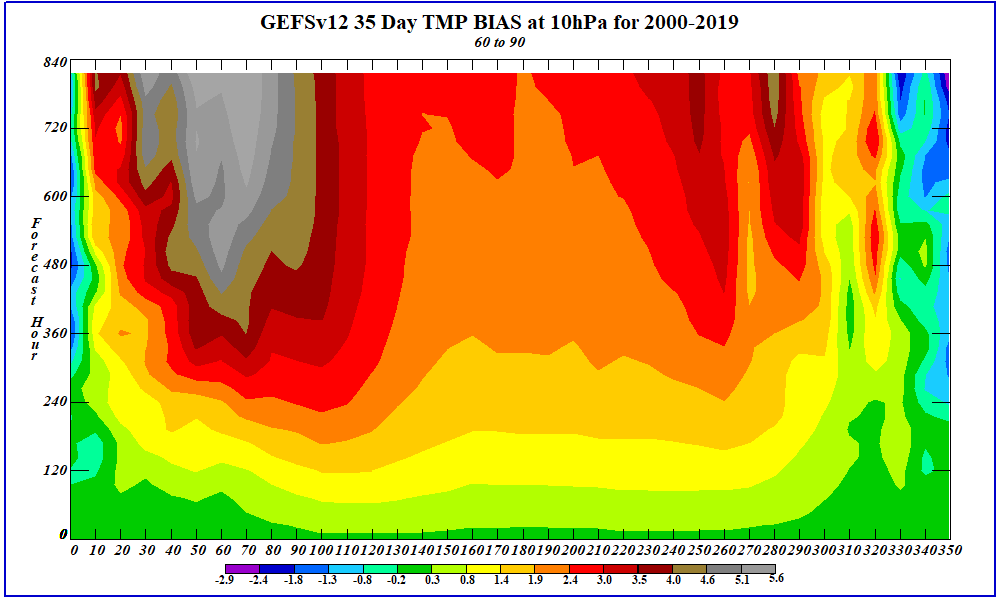 GEFSv12 35 Day TMP BIAS at 10hPa for 2000-2019
60 to 90
840
720
600
480
360
240
120
0
Forecast Hour
0 10 20 30 40 50 60 70 80 90 100 110 120 130 140 150 160 170 180 190 200 210 220 230 240 250 260 270 280 290 300 310 320 330 340 350
-2.9 -2.4 -1.8 -1.3 -0.8 -0.2 0.3 0.8 1.4 1.9 2.4 3.0 3.5 4.0 4.6 5.1 5.6